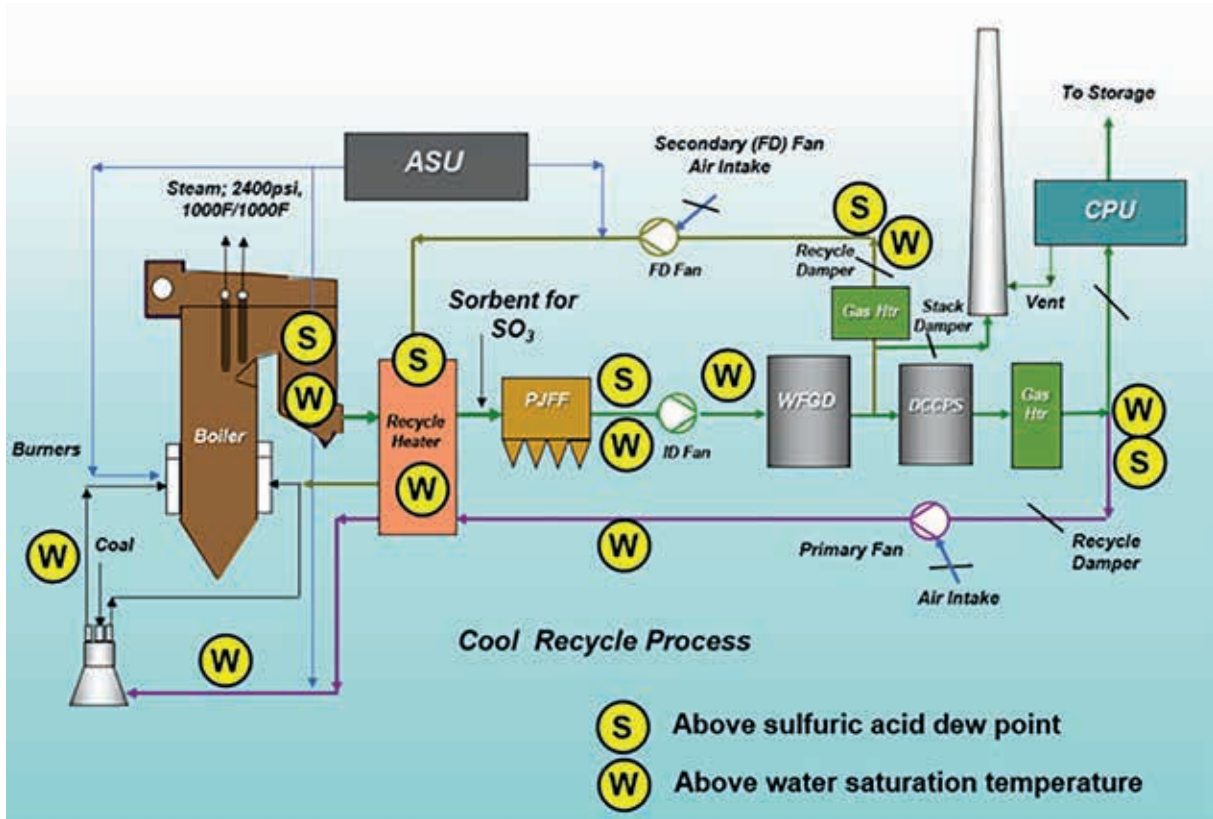 To Storage
Secondary (FD) Fan
Air Intake
ASU
Steam; 2400psi,
1000F/1000F
CPU
S
W
Recycle
Damper
FD Fan
Vent
Stack
Damper
Gas Htr
Sorbent for
SO3
S
W
S
S
W
PJFF
WFGD
DCCPS
Gas
Htr
W
S
Boiler
Recycle
Heater
W
ID Fan
Burners
W
W
Primary Fan
Recycle
Damper
Coal
W
Air Intake
W
Cool Recycle Process
S Above sulfuric acid dew point
W Above water saturation temperature